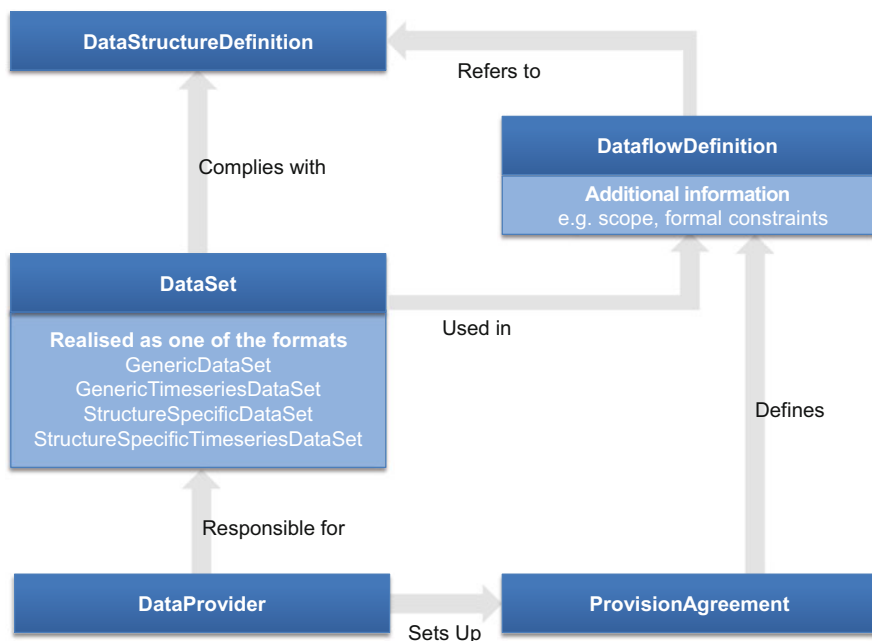 DataStructureDefinition
Refers to
Complies with
DataflowDefinition
Additional information
e.g. scope, formal constraints
DataSet
Realised as one of the formats
GenericDataSet
GenericTimeseriesDataSet
StructureSpecificDataSet
StructureSpecificTimeseriesDataSet
Used in
Defines
Responsible for
DataProvider
Sets Up
ProvisionAgreement